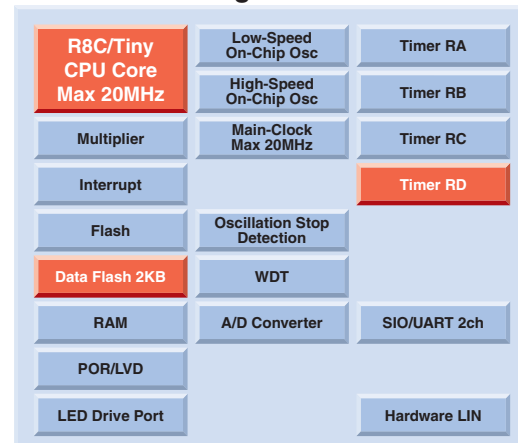 R8C/Tiny
CPU Core
Max 20MHz
Multiplier
Interrupt
Flash
Data Flash 2KB
RAM
POR/LVD
LED Drive Port
Low-Speed
On-Chip Osc
High-Speed
On-Chip Osc
Main-Clock
Max 20MHz
Oscillation Stop
Detection
WDT
A/D Converter
Timer RA
Timer RB
Timer RC
Timer RD
SIO/UART 2ch
Hardware LIN